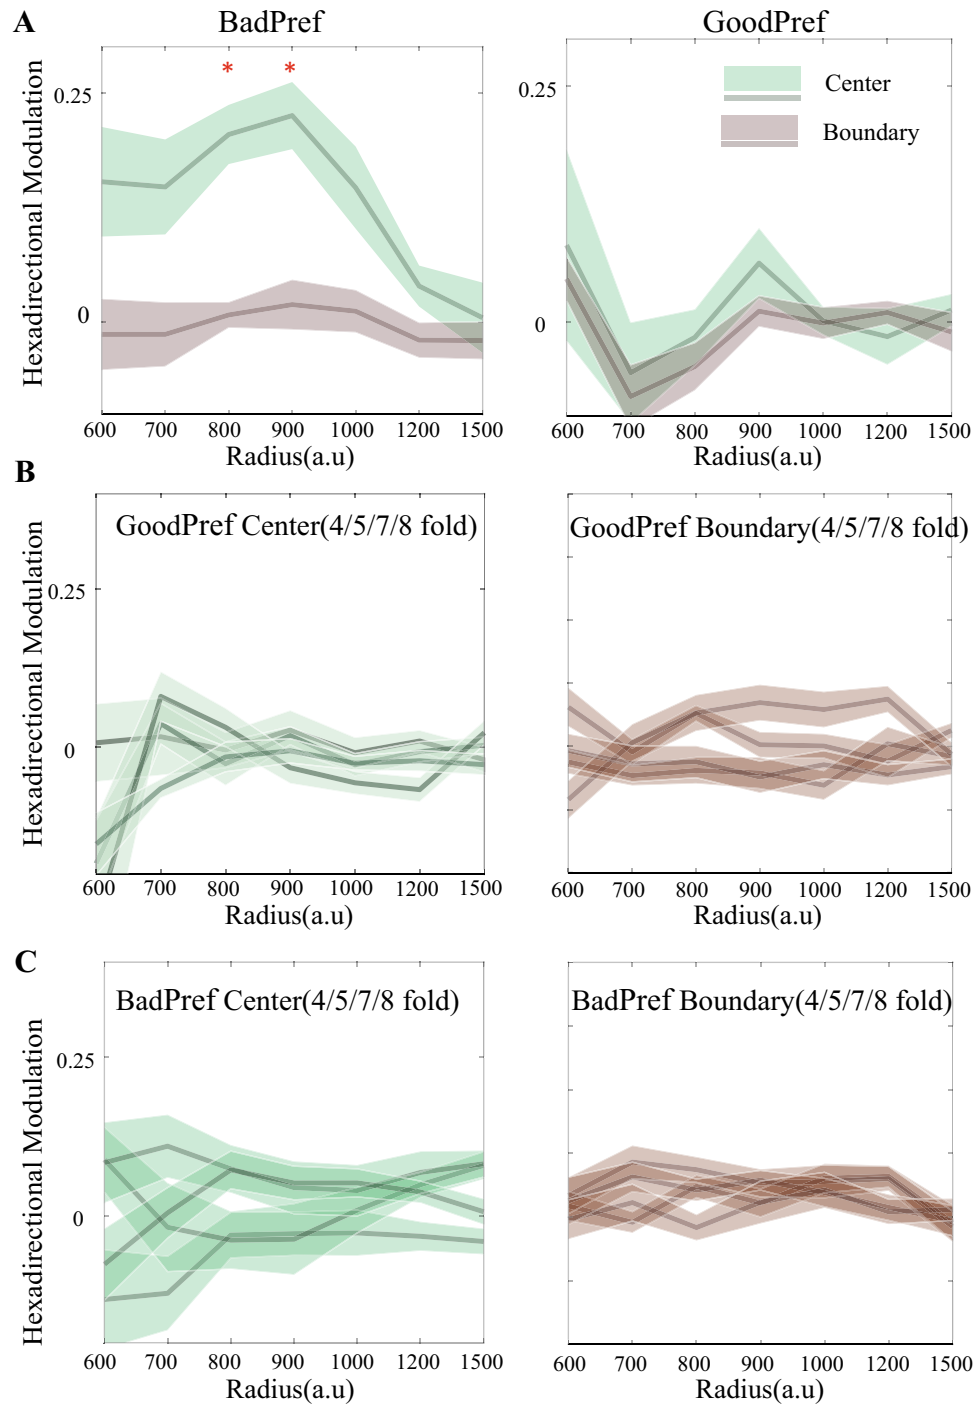 A
BadPref
GoodPref
Hexadirectional Modulation
0.25
0
* *
600 700 800 900 1000 1200 1500
Radius(a.u)
0.25
0
Center
Boundary
600 700 800 900 1000 1200 1500
Radius(a.u)
B
Hexadirectional Modulation
GoodPref Center(4/5/7/8 fold)
0.25
0
600 700 800 900 1000 1200 1500
Radius(a.u)
GoodPref Boundary(4/5/7/8 fold)
600 700 800 900 1000 1200 1500
Radius(a.u)
C
Hexadirectional Modulation
BadPref Center(4/5/7/8 fold)
0.25
0
600 700 800 900 1000 1200 1500
Radius(a.u)
BadPref Boundary(4/5/7/8 fold)
600 700 800 900 1000 1200 1500
Radius(a.u)